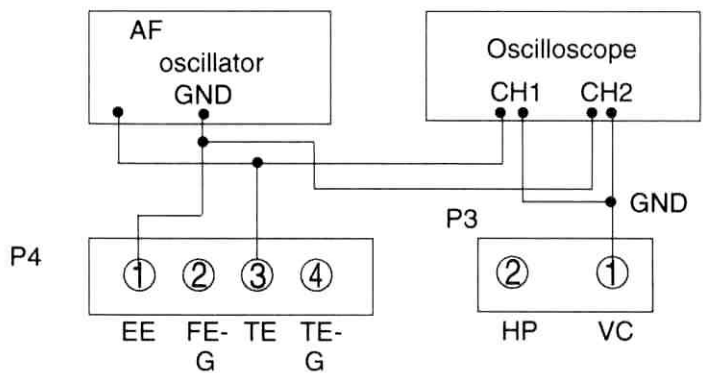 AF
oscillator
GND
Oscilloscope
CH1 CH2
GND
P3
P4
1 2 3 4
2 1
EE FE- TE TE-
G G
HP VC